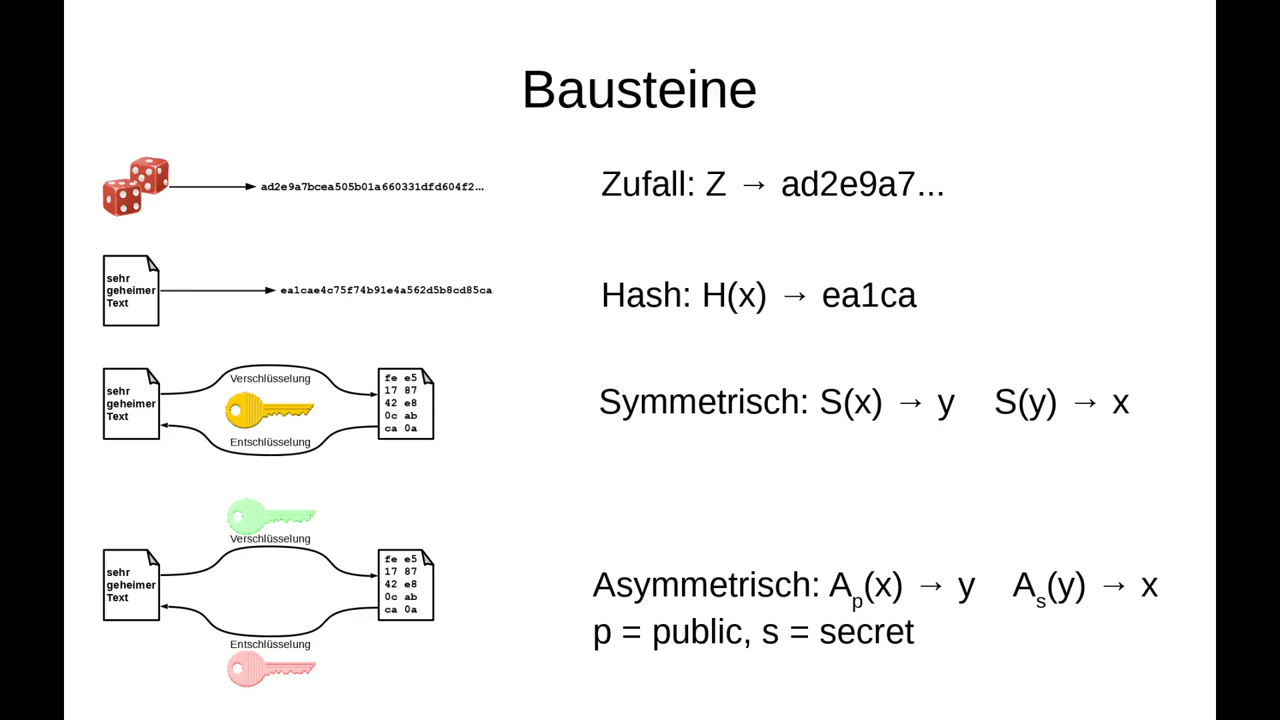 Bausteine
ad2e9a7bcea505b01a660331dfd604f2...
Zufall: Z → ad2e9a7...
sehr
geheimer
Text
ea1cae4c75f74b91e4a562d5b8cd85ca
Hash: H(x) → ea1ca
sehr
geheimer
Text
Verschlüsselung
Entschlüsselung
fe e5
17 87
42 e8
0c ab
ca 0a
Symmetrisch: S(x) → y S(y) → x
sehr
geheimer
Text
Verschlüsselung
Entschlüsselung
fe e5
17 87
42 e8
0c ab
ca 0a
Asymmetrisch: Ap(x) → y As(y) → x
p = public, s = secret